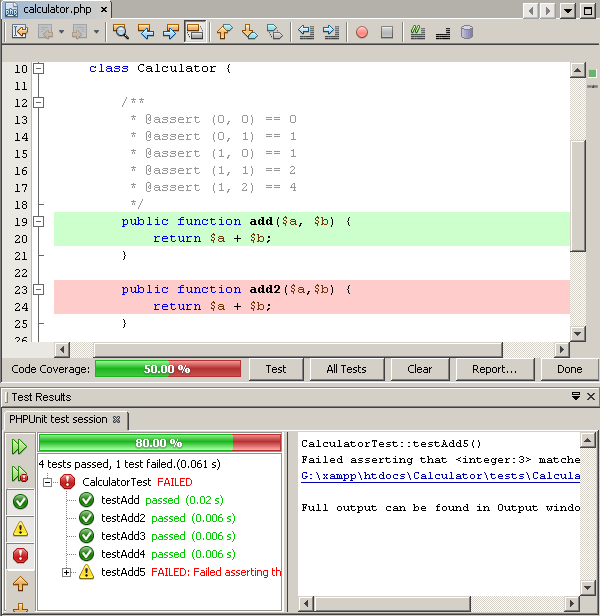 calculator.php
10 class Calculator {
11
12 /**
13 * @assert (0, 0) == 0
14 * @assert (0, 1) == 1
15 * @assert (1, 0) == 1
16 * @assert (1, 1) == 2
17 * @assert (1, 2) == 4
18 */
19 public function add($a, $b) {
20 return $a + $b;
21 }
22
23 public function add2($a,$b) {
24 return $a + $b;
25 }
26
Code Coverage: 50.00 % Test All Tests Clear Report... Done
Test Results
PHPUnit test session
80.00 %
4 tests passed, 1 test failed.(0.061 s)
CalculatorTest FAILED
testAdd passed (0.02 s)
testAdd2 passed (0.006 s)
testAdd3 passed (0.006 s)
testAdd4 passed (0.006 s)
testAdd5 FAILED: Failed asserting th
CalculatorTest::testAdd5()
Failed asserting that <integer:3> matche
G:\xampp\htdocs\Calculator\tests\Calcula
Full output can be found in Output windo